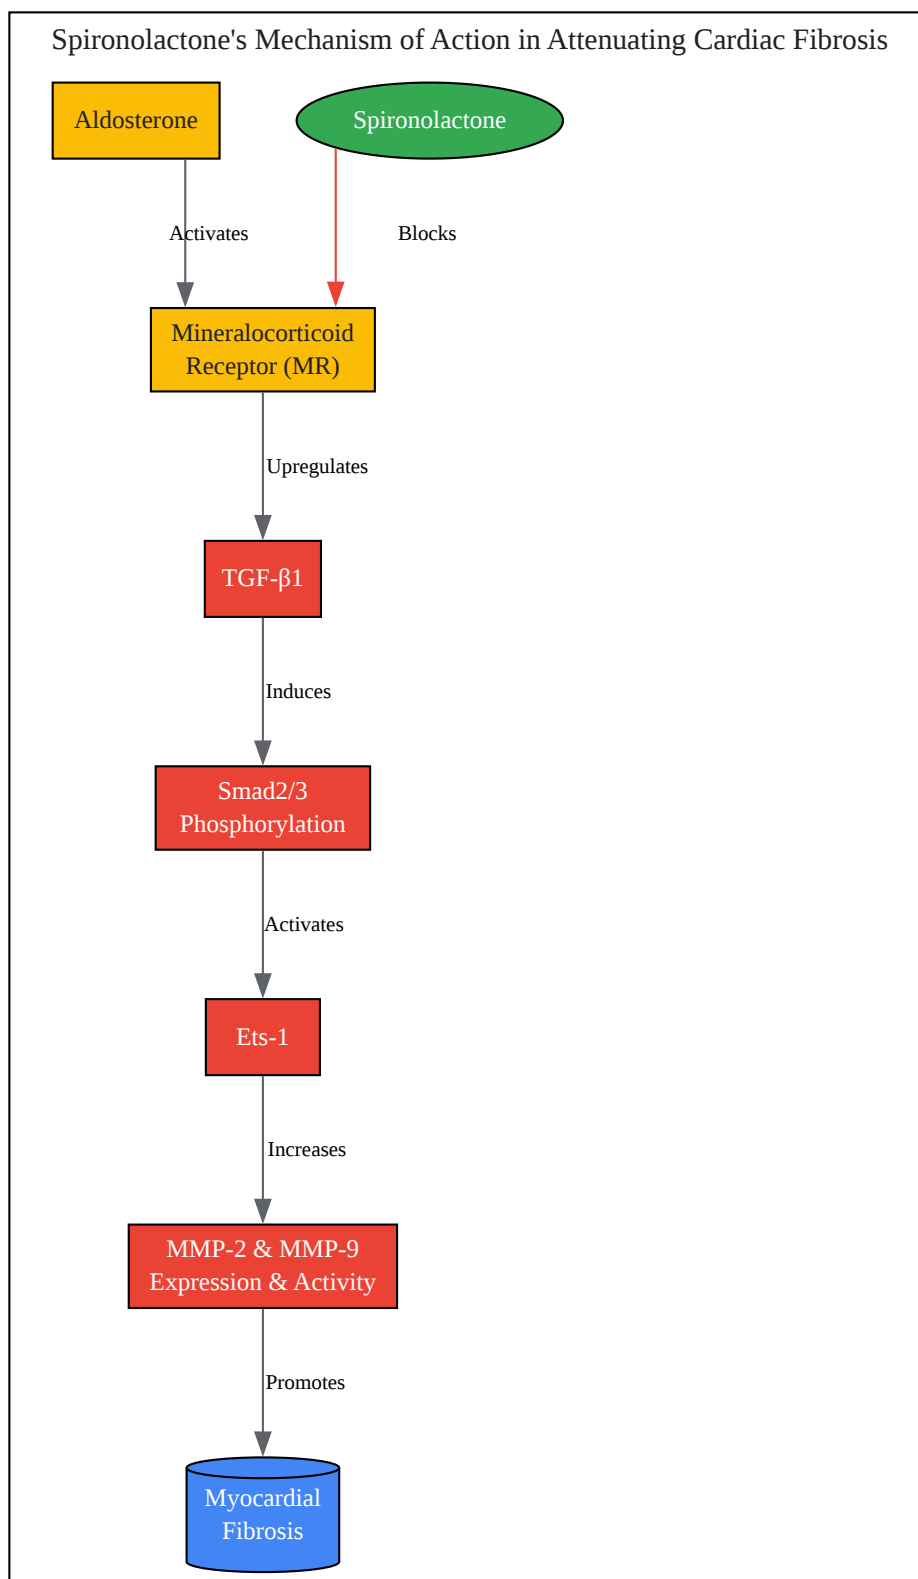 Spironolactone's Mechanism of Action in Attenuating Cardiac Fibrosis
Aldosterone
Spironolactone
Activates
Blocks
Mineralocorticoid
Receptor (MR)
Upregulates
TGF-β1
Induces
Smad2/3
Phosphorylation
Activates
Ets-1
Increases
MMP-2 & MMP-9
Expression & Activity
Promotes
Myocardial
Fibrosis